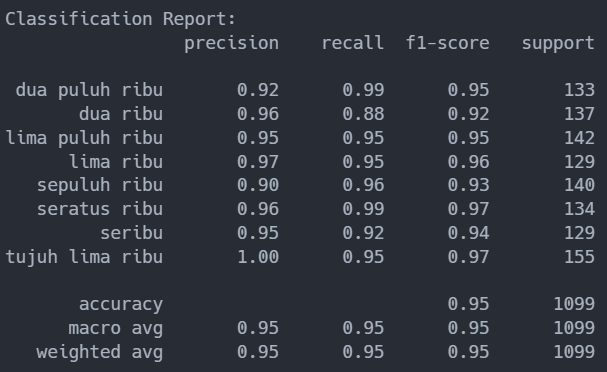 Classification Report:
precision recall f1-score support
dua puluh ribu 0.92 0.99 0.95 133
dua ribu 0.96 0.88 0.92 137
lima puluh ribu 0.95 0.95 0.95 142
lima ribu 0.97 0.95 0.96 129
sepuluh ribu 0.90 0.96 0.93 140
seratus ribu 0.96 0.99 0.97 134
seribu 0.95 0.92 0.94 129
tujuh lima ribu 1.00 0.95 0.97 155
accuracy 0.95 1099
macro avg 0.95 0.95 0.95 1099
weighted avg 0.95 0.95 0.95 1099